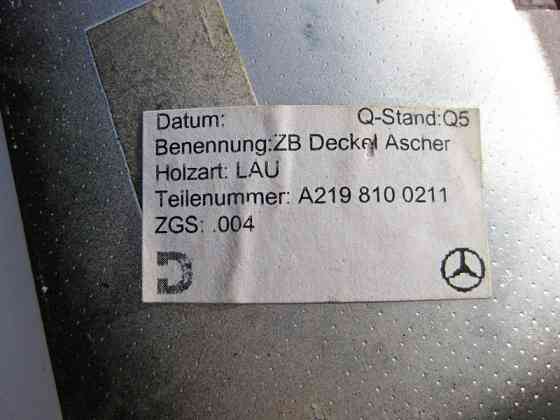 Datum: Q-Stand:Q5
Benennung:ZB Deckel Ascher
Holzart: LAU
Teilenummer: A219 810 0211
ZGS: .004